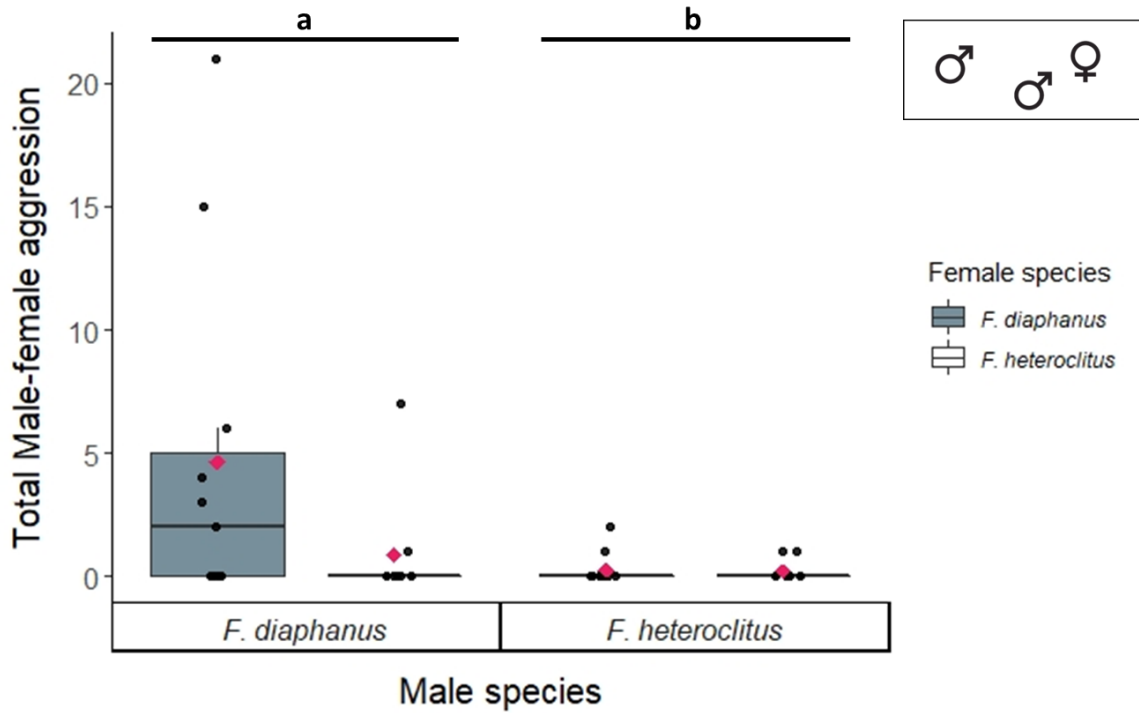 a
b
♂ ♂ ♀
Total Male-female aggression
20
15
10
5
0
Female species
F. diaphanus
F. heteroclitus
F. diaphanus
F. heteroclitus
Male species